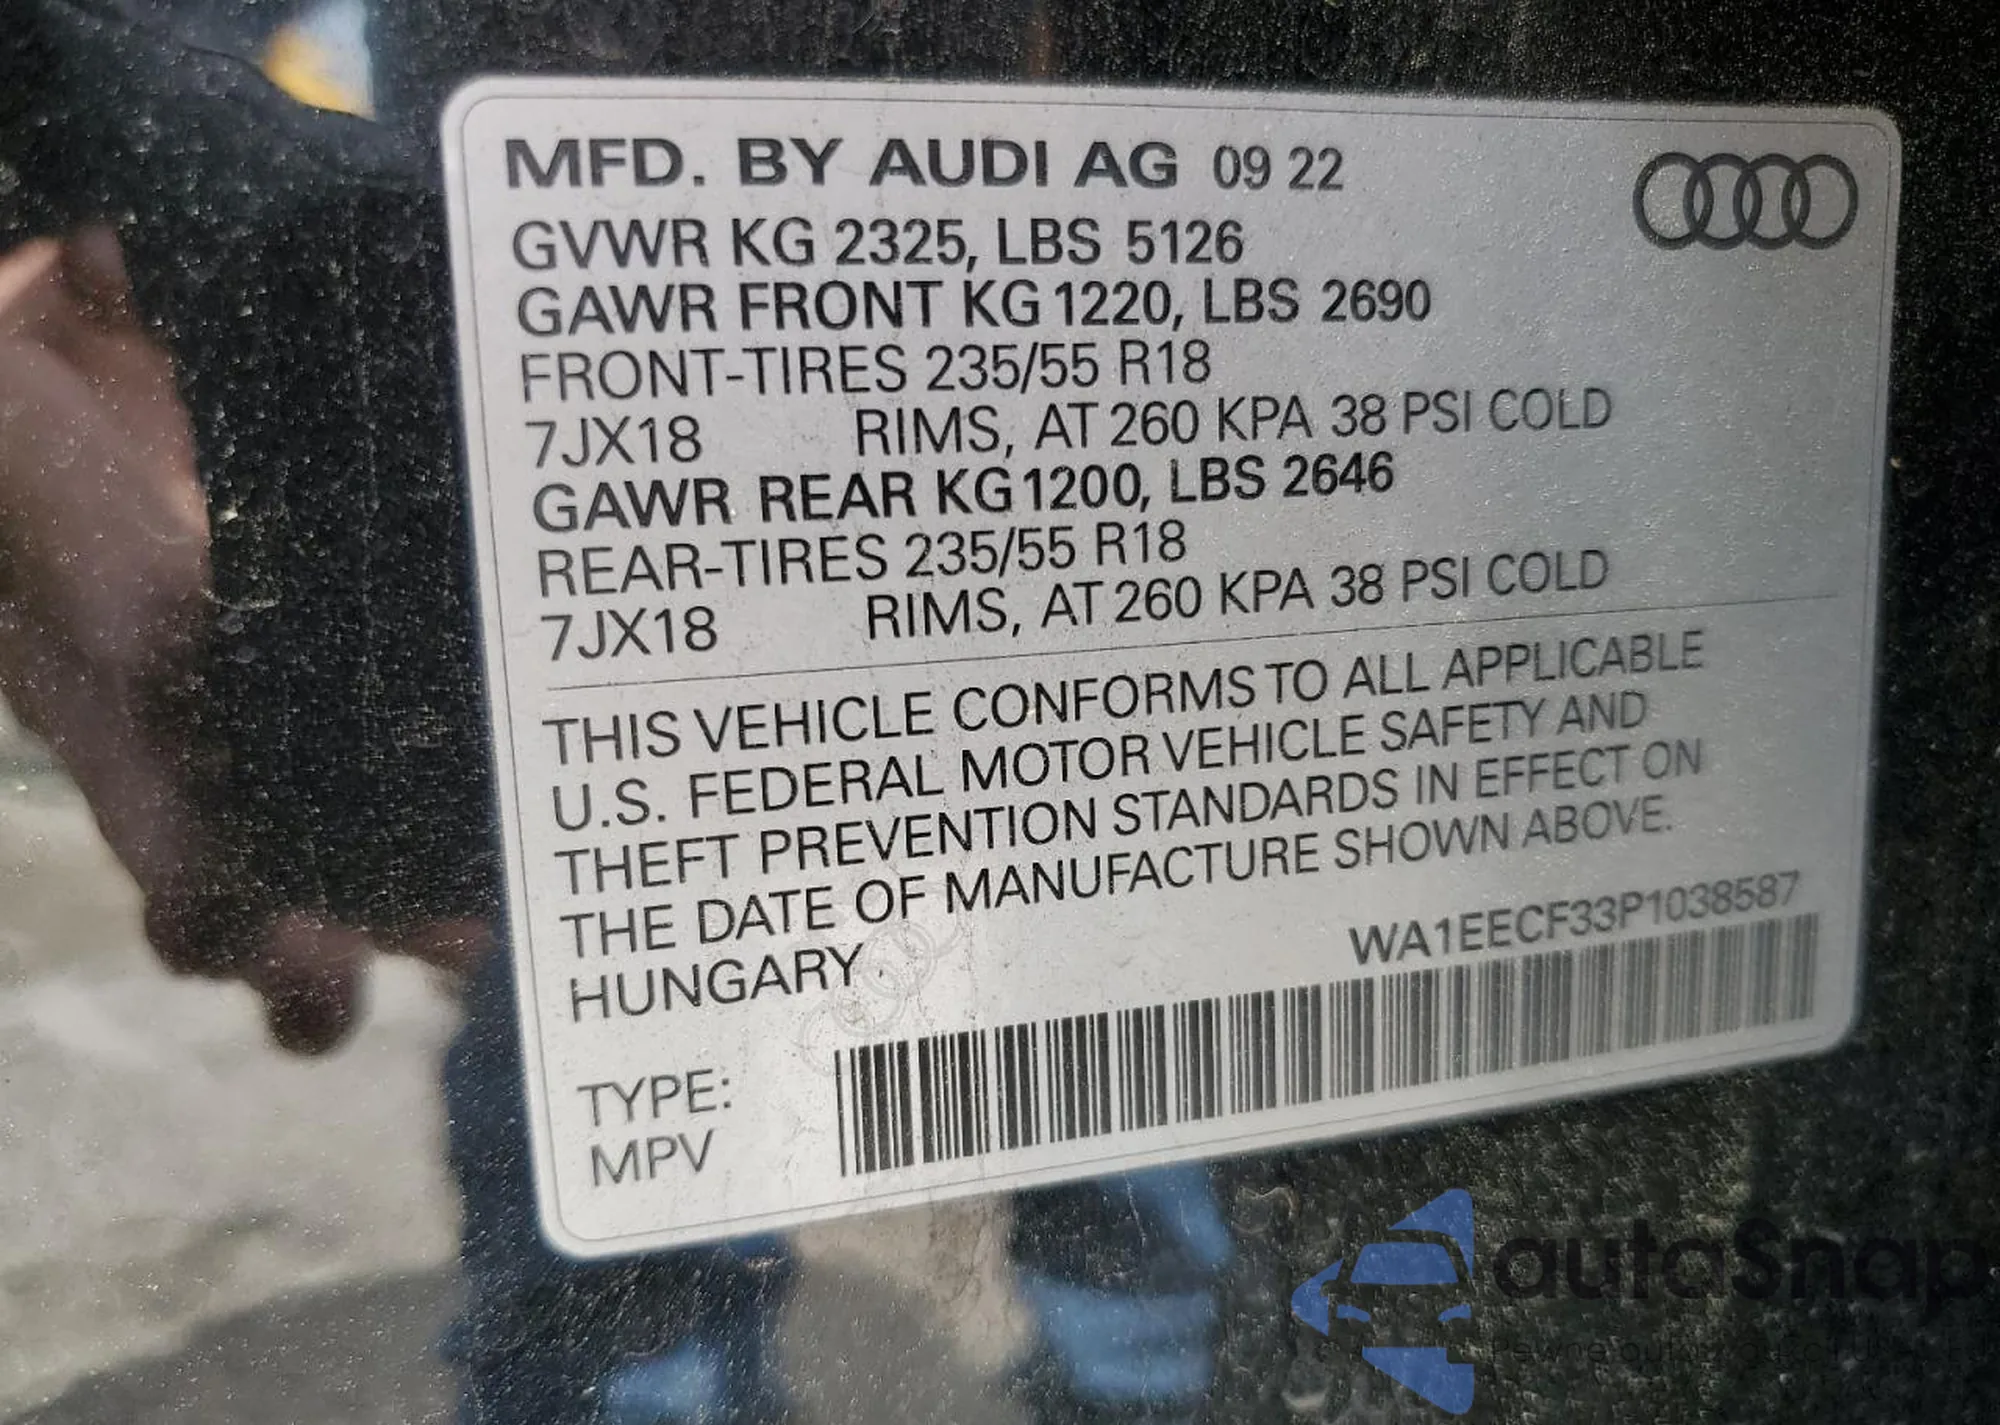 MFD. BY AUDI AG 09 22
GVWR KG 2325, LBS 5126
GAWR FRONT KG 1220, LBS 2690
FRONT-TIRES 235/55 R18
7JX18 RIMS, AT 260 KPA 38 PSI COLD
GAWR REAR KG 1200, LBS 2646
REAR-TIRES 235/55 R18
7JX18 RIMS, AT 260 KPA 38 PSI COLD
THIS VEHICLE CONFORMS TO ALL APPLICABLE
U.S. FEDERAL MOTOR VEHICLE SAFETY AND
THEFT PREVENTION STANDARDS IN EFFECT ON
THE DATE OF MANUFACTURE SHOWN ABOVE.
HUNGARY
WA1EECF33P1038587
TYPE:
MPV
autoSnap
Pewne auta